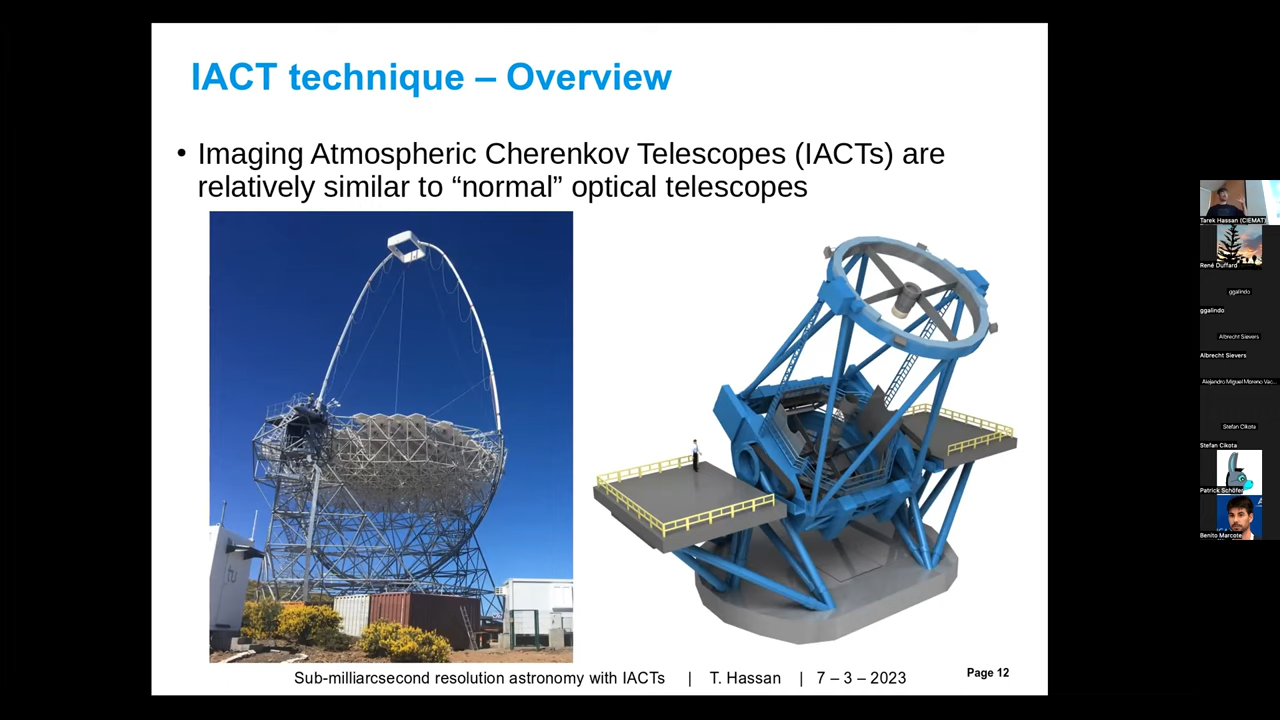 IACT technique – Overview
• Imaging Atmospheric Cherenkov Telescopes (IACTs) are
relatively similar to “normal” optical telescopes
Sub-milliarcsecond resolution astronomy with IACTs | T. Hassan | 7 – 3 – 2023
Page 12
Tarek Hassan (CIEMAT)
René Duffard
ggalindo
ggalindo
Albrecht Sievers
Albrecht Sievers
Alejandro Miguel Moreno Vac...
Stefan Cikota
Stefan Cikota
Patrick Schöfer
Benito Marcote